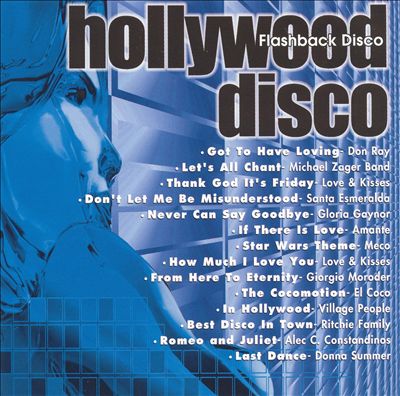 hollywood
Flashback Disco
disco
• Got To Have Loving- Don Ray
• Let's All Chant- Michael Zager Band
• Thank God It's Friday- Love & Kisses
• Don't Let Me Be Misunderstood- Santa Esmeralda
• Never Can Say Goodbye- Gloria Gaynor
• If There Is Love- Amante
• Star Wars Theme- Meco
• How Much I Love You- Love & Kisses
• From Here To Eternity- Giorgio Moroder
• The Cocomotion- El Coco
• In Hollywood- Village People
• Best Disco In Town- Ritchie Family
• Romeo and Juliet- Alec C. Constandinos
• Last Dance- Donna Summer